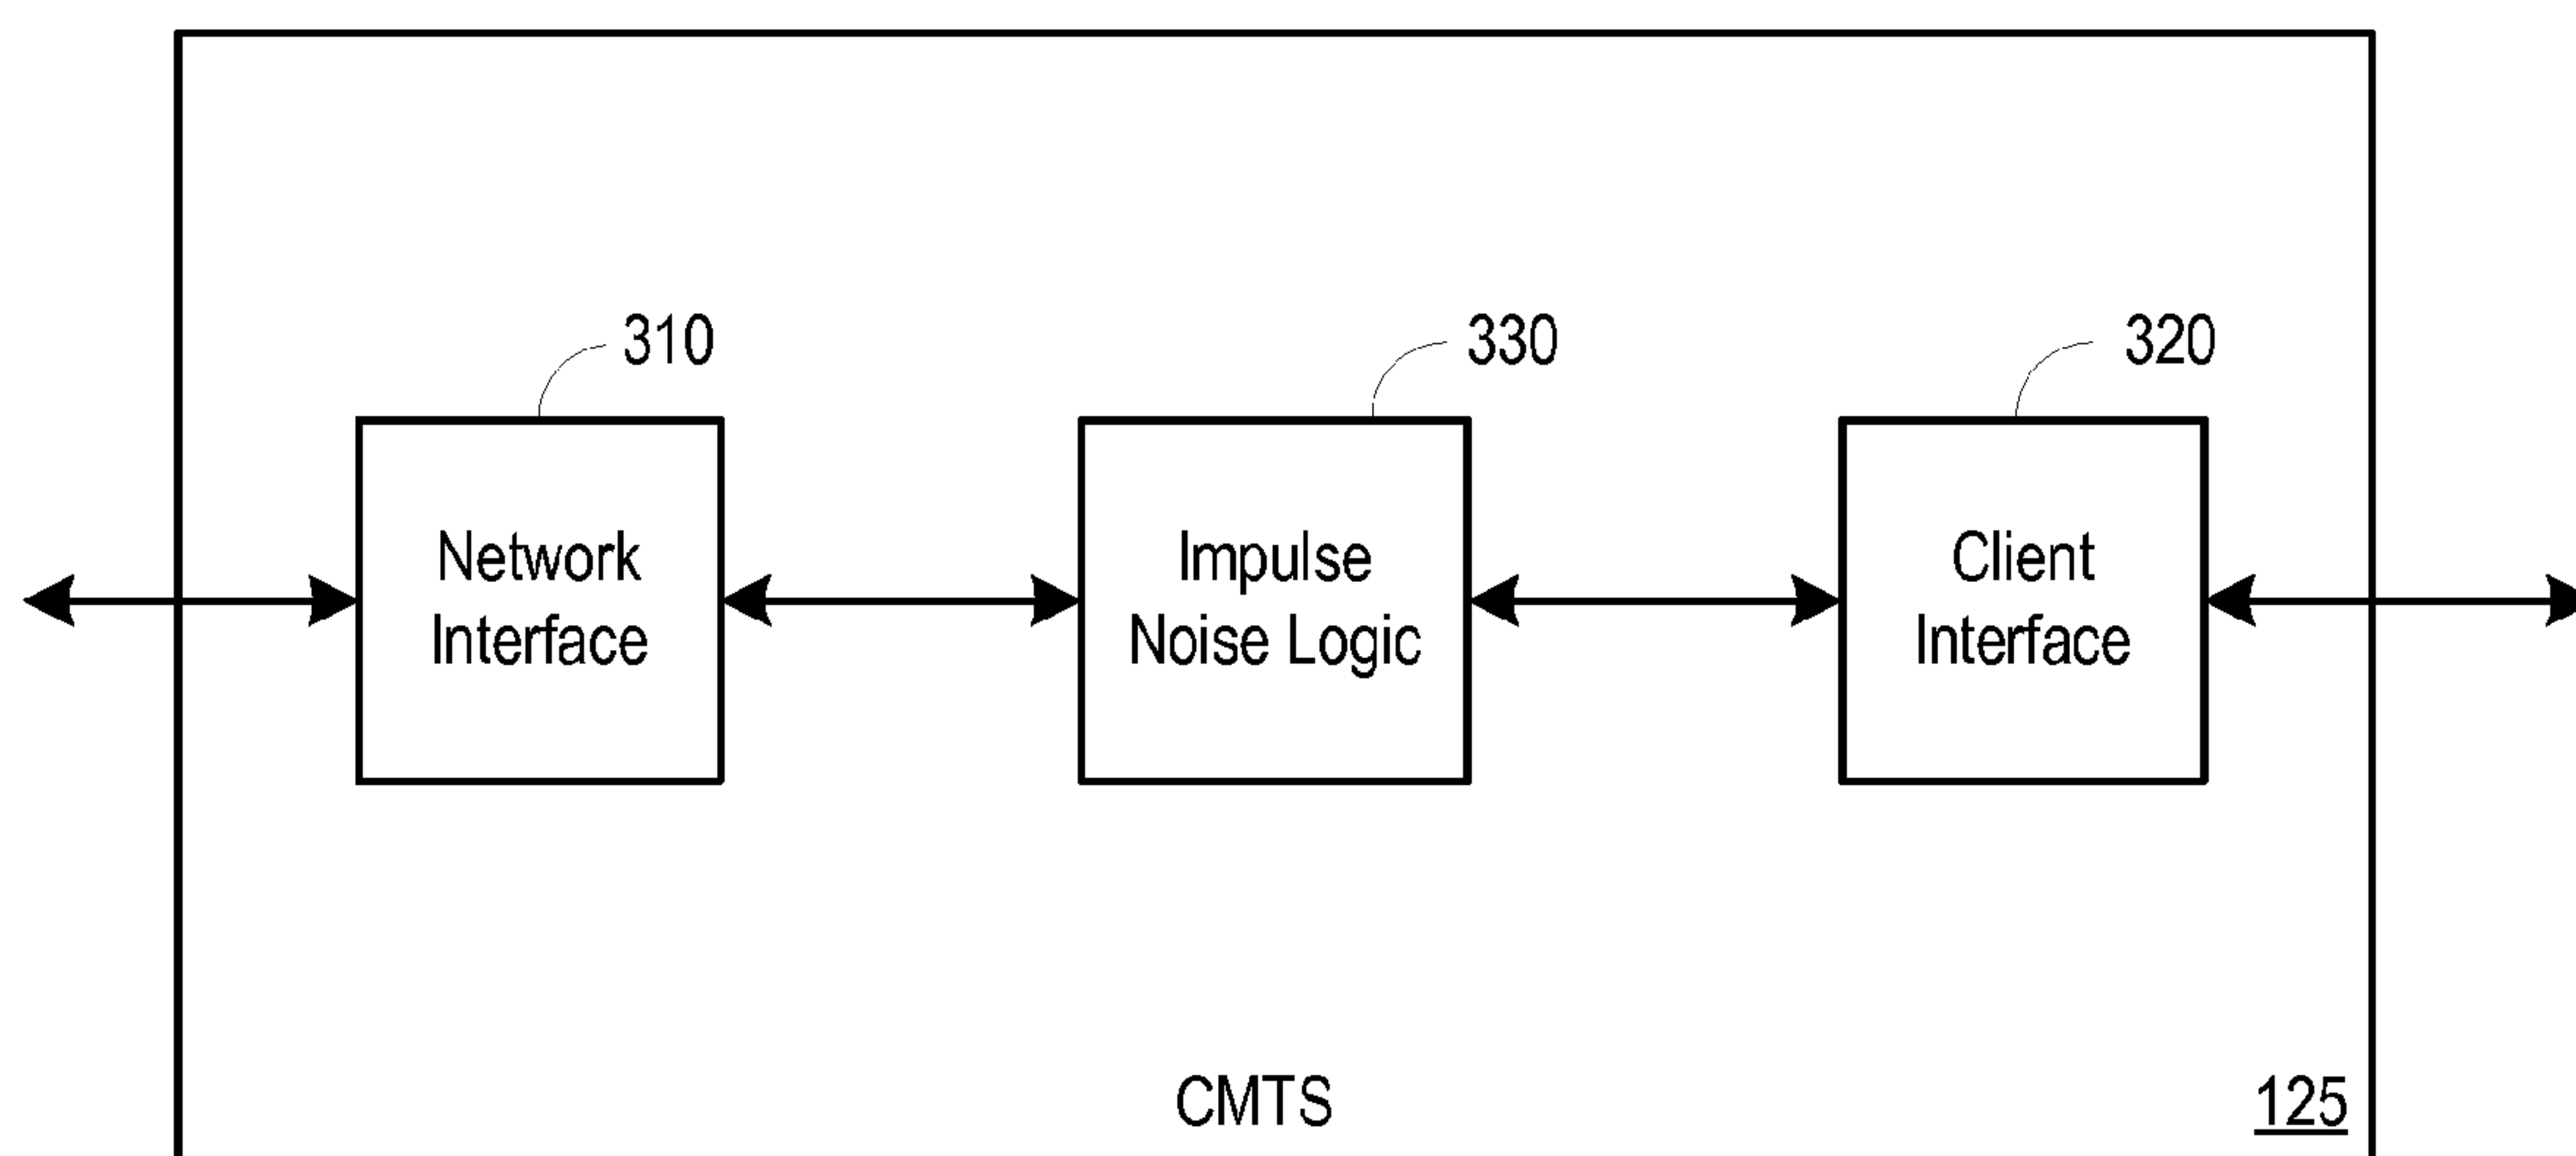 310
330
320
Network
Interface
Impulse
Noise Logic
Client
Interface
CMTS
125